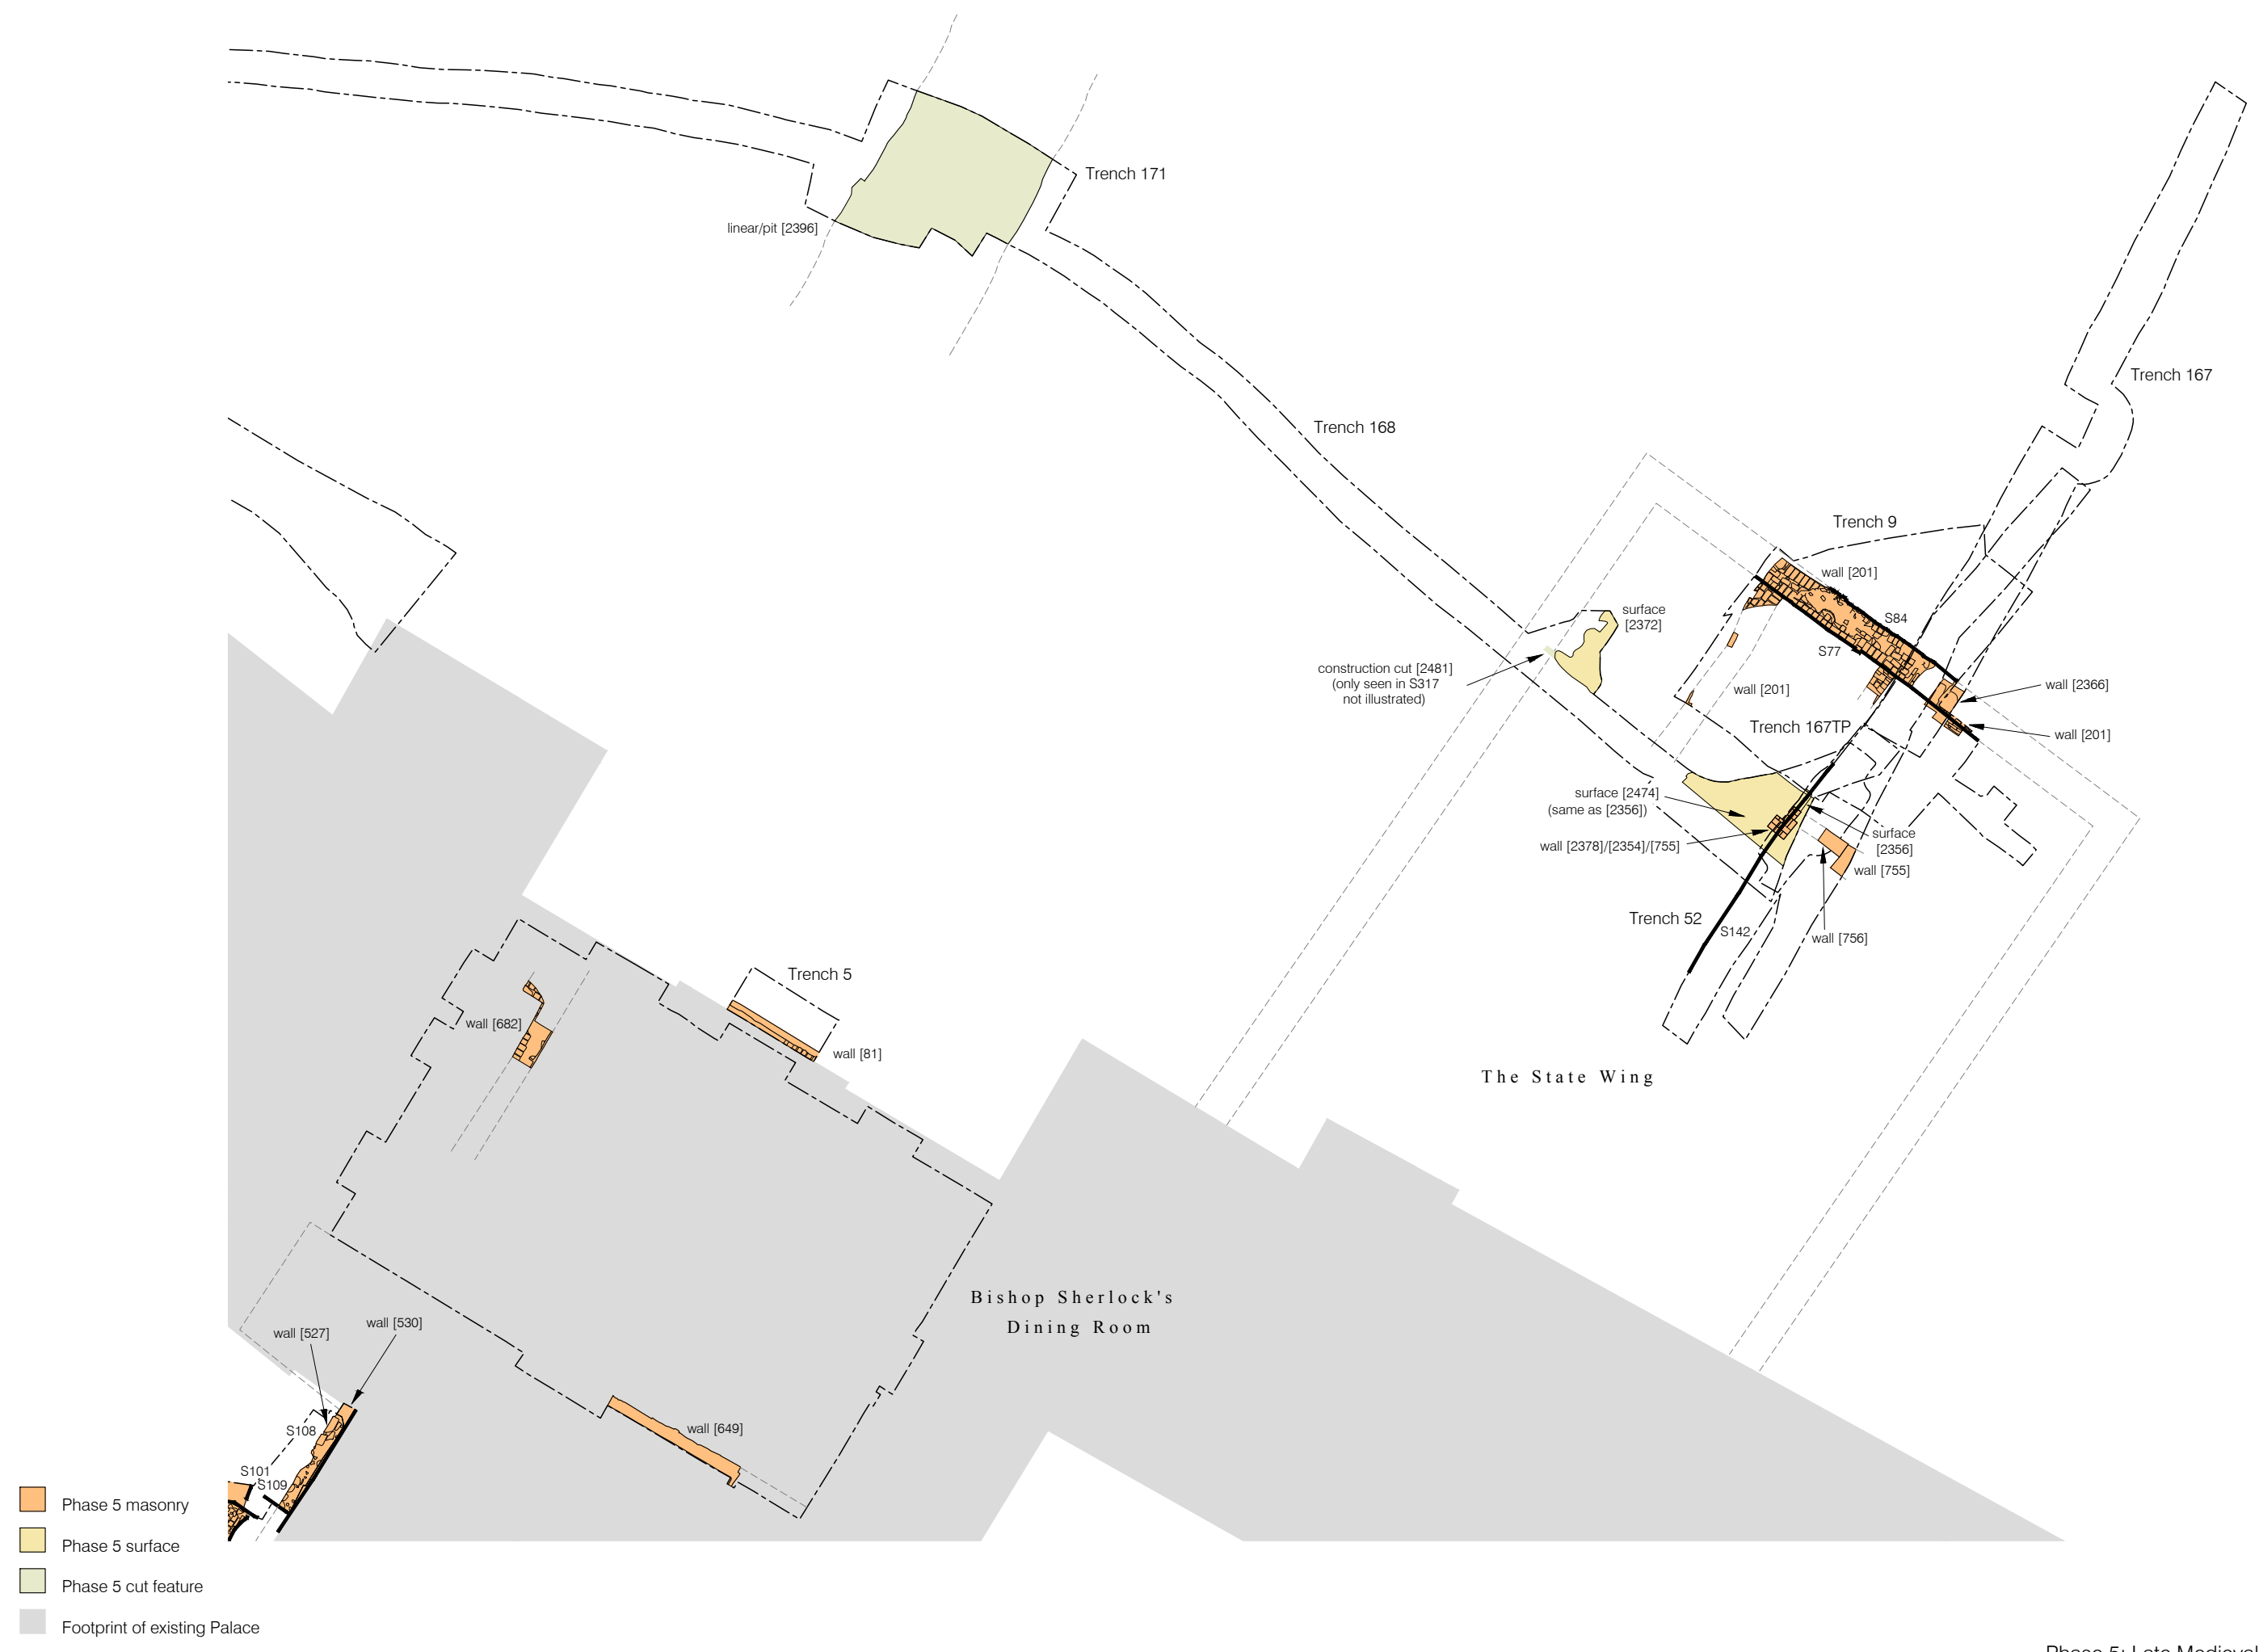 Trench 171
linear/pit [2396]
Trench 167
Trench 168
Trench 9
wall [201]
surface
[2372]
S84
S77
construction cut [2481]
(only seen in S317
not illustrated)
wall [201]
wall [2366]
Trench 167TP
wall [201]
surface [2474]
(same as [2356])
surface
[2356]
wall [2378]/[2354]/[755]
wall [755]
Trench 52
S142
wall [756]
Trench 5
wall [682]
wall [81]
The State Wing
Bishop Sherlock's
Dining Room
wall [527]
wall [530]
S108
wall [649]
S101
S109
Phase 5 masonry
Phase 5 surface
Phase 5 cut feature
Footprint of existing Palace
Phase 5: Late Medieval